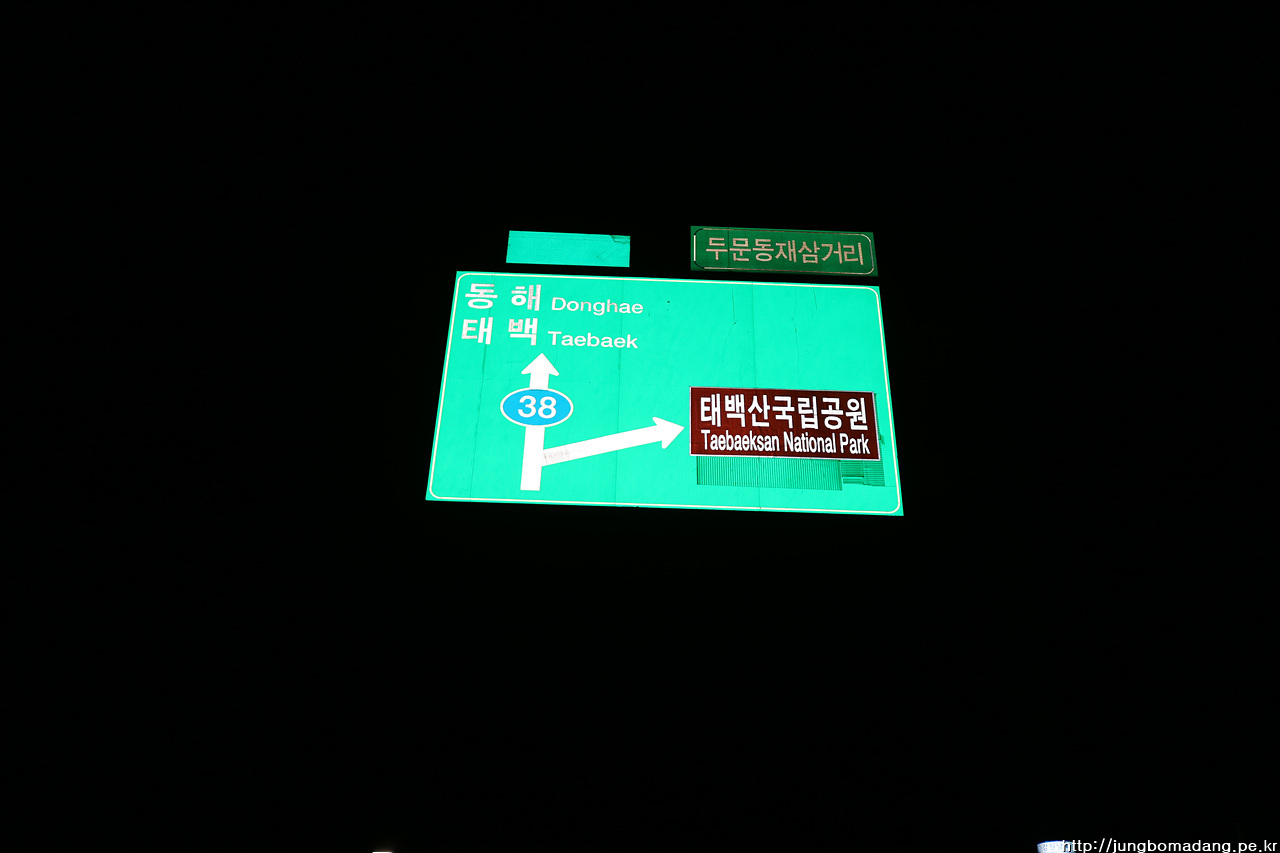 두문동재삼거리
동해 Donghae
태백 Taebaek
38
태백산국립공원
Taebaeksan National Park
http://jungbomadang.pe.kr